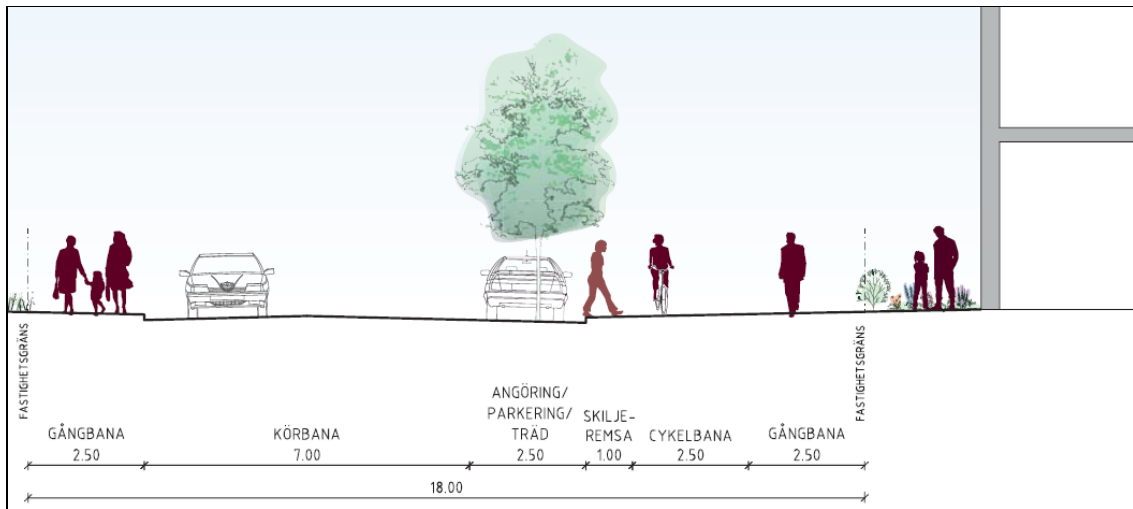 FASTIGHETSGRÄNS
FASTIGHETSGRÄNS
GÅNGBANA
2.50
KÖRBANA
7.00
ANGÖRING/
PARKERING/
TRÄD
2.50
SKILJE-
REMSA
1.00
CYKELBANA
2.50
GÅNGBANA
2.50
18.00